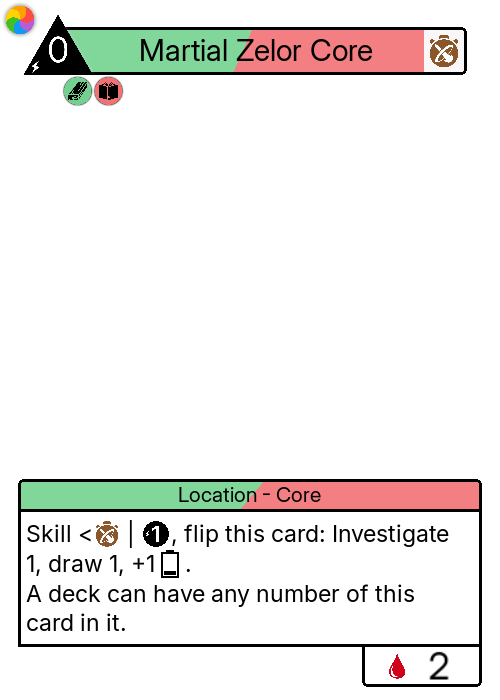 0
Martial Zelor Core
Location - Core
Skill < | 1, flip this card: Investigate
1, draw 1, +1 .
A deck can have any number of this
card in it.
2